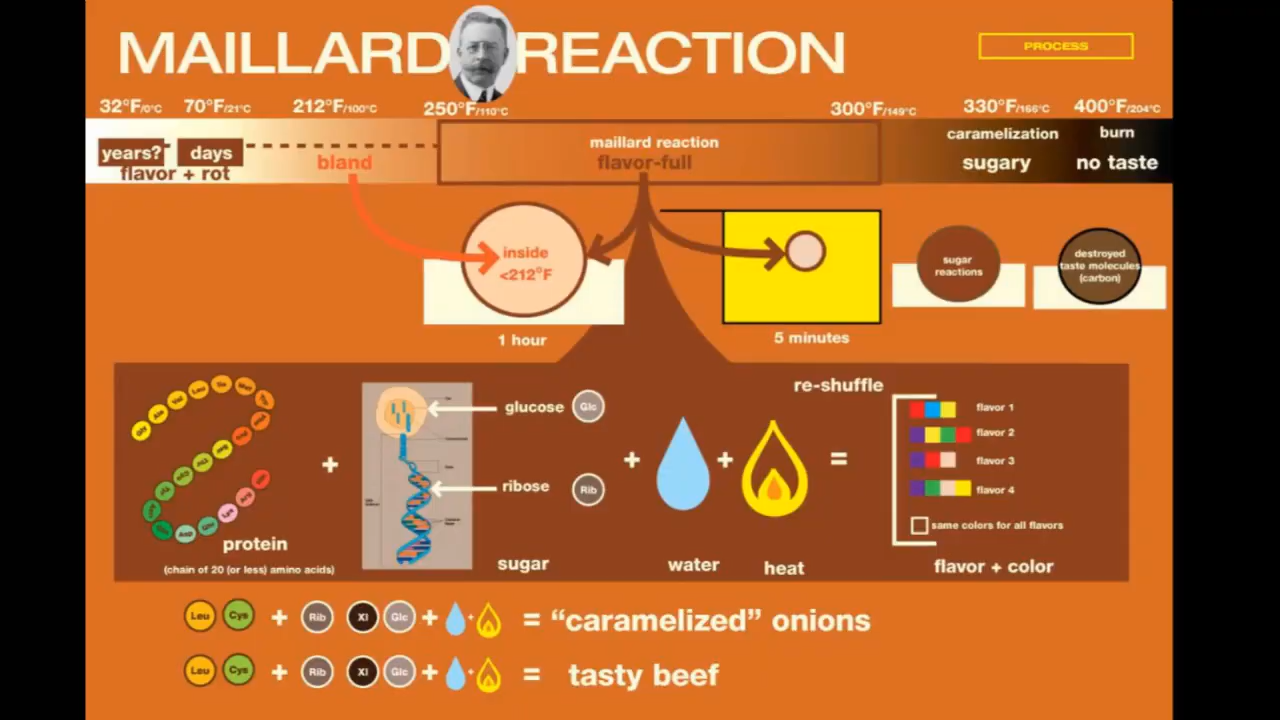 MAILLARD REACTION
PROCESS
32°F/0°C 70°F/21°C 212°F/100°C 250°F/110°C 300°F/149°C 330°F/166°C 400°F/204°C
years? days
flavor + rot
bland
maillard reaction
flavor-full
caramelization
sugary
burn
no taste
inside
<212°F
1 hour
5 minutes
sugar
reactions
destroyed
taste molecules
(carbon)
re-shuffle
glucose Glc
ribose Rib
+ + + =
flavor 1
flavor 2
flavor 3
flavor 4
same colors for all flavors
protein
(chain of 20 (or less) amino acids)
sugar
water
heat
flavor + color
Leu Cys + Rib Xl Glc + + = “caramelized” onions
Leu Cys + Rib Xl Glc + + = tasty beef